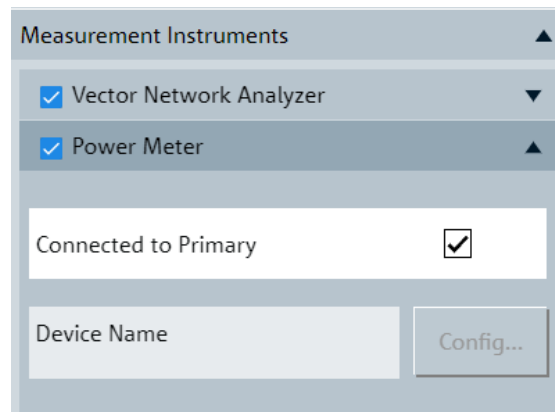 Measurement Instruments
Vector Network Analyzer
Power Meter
Connected to Primary
Device Name
Config...